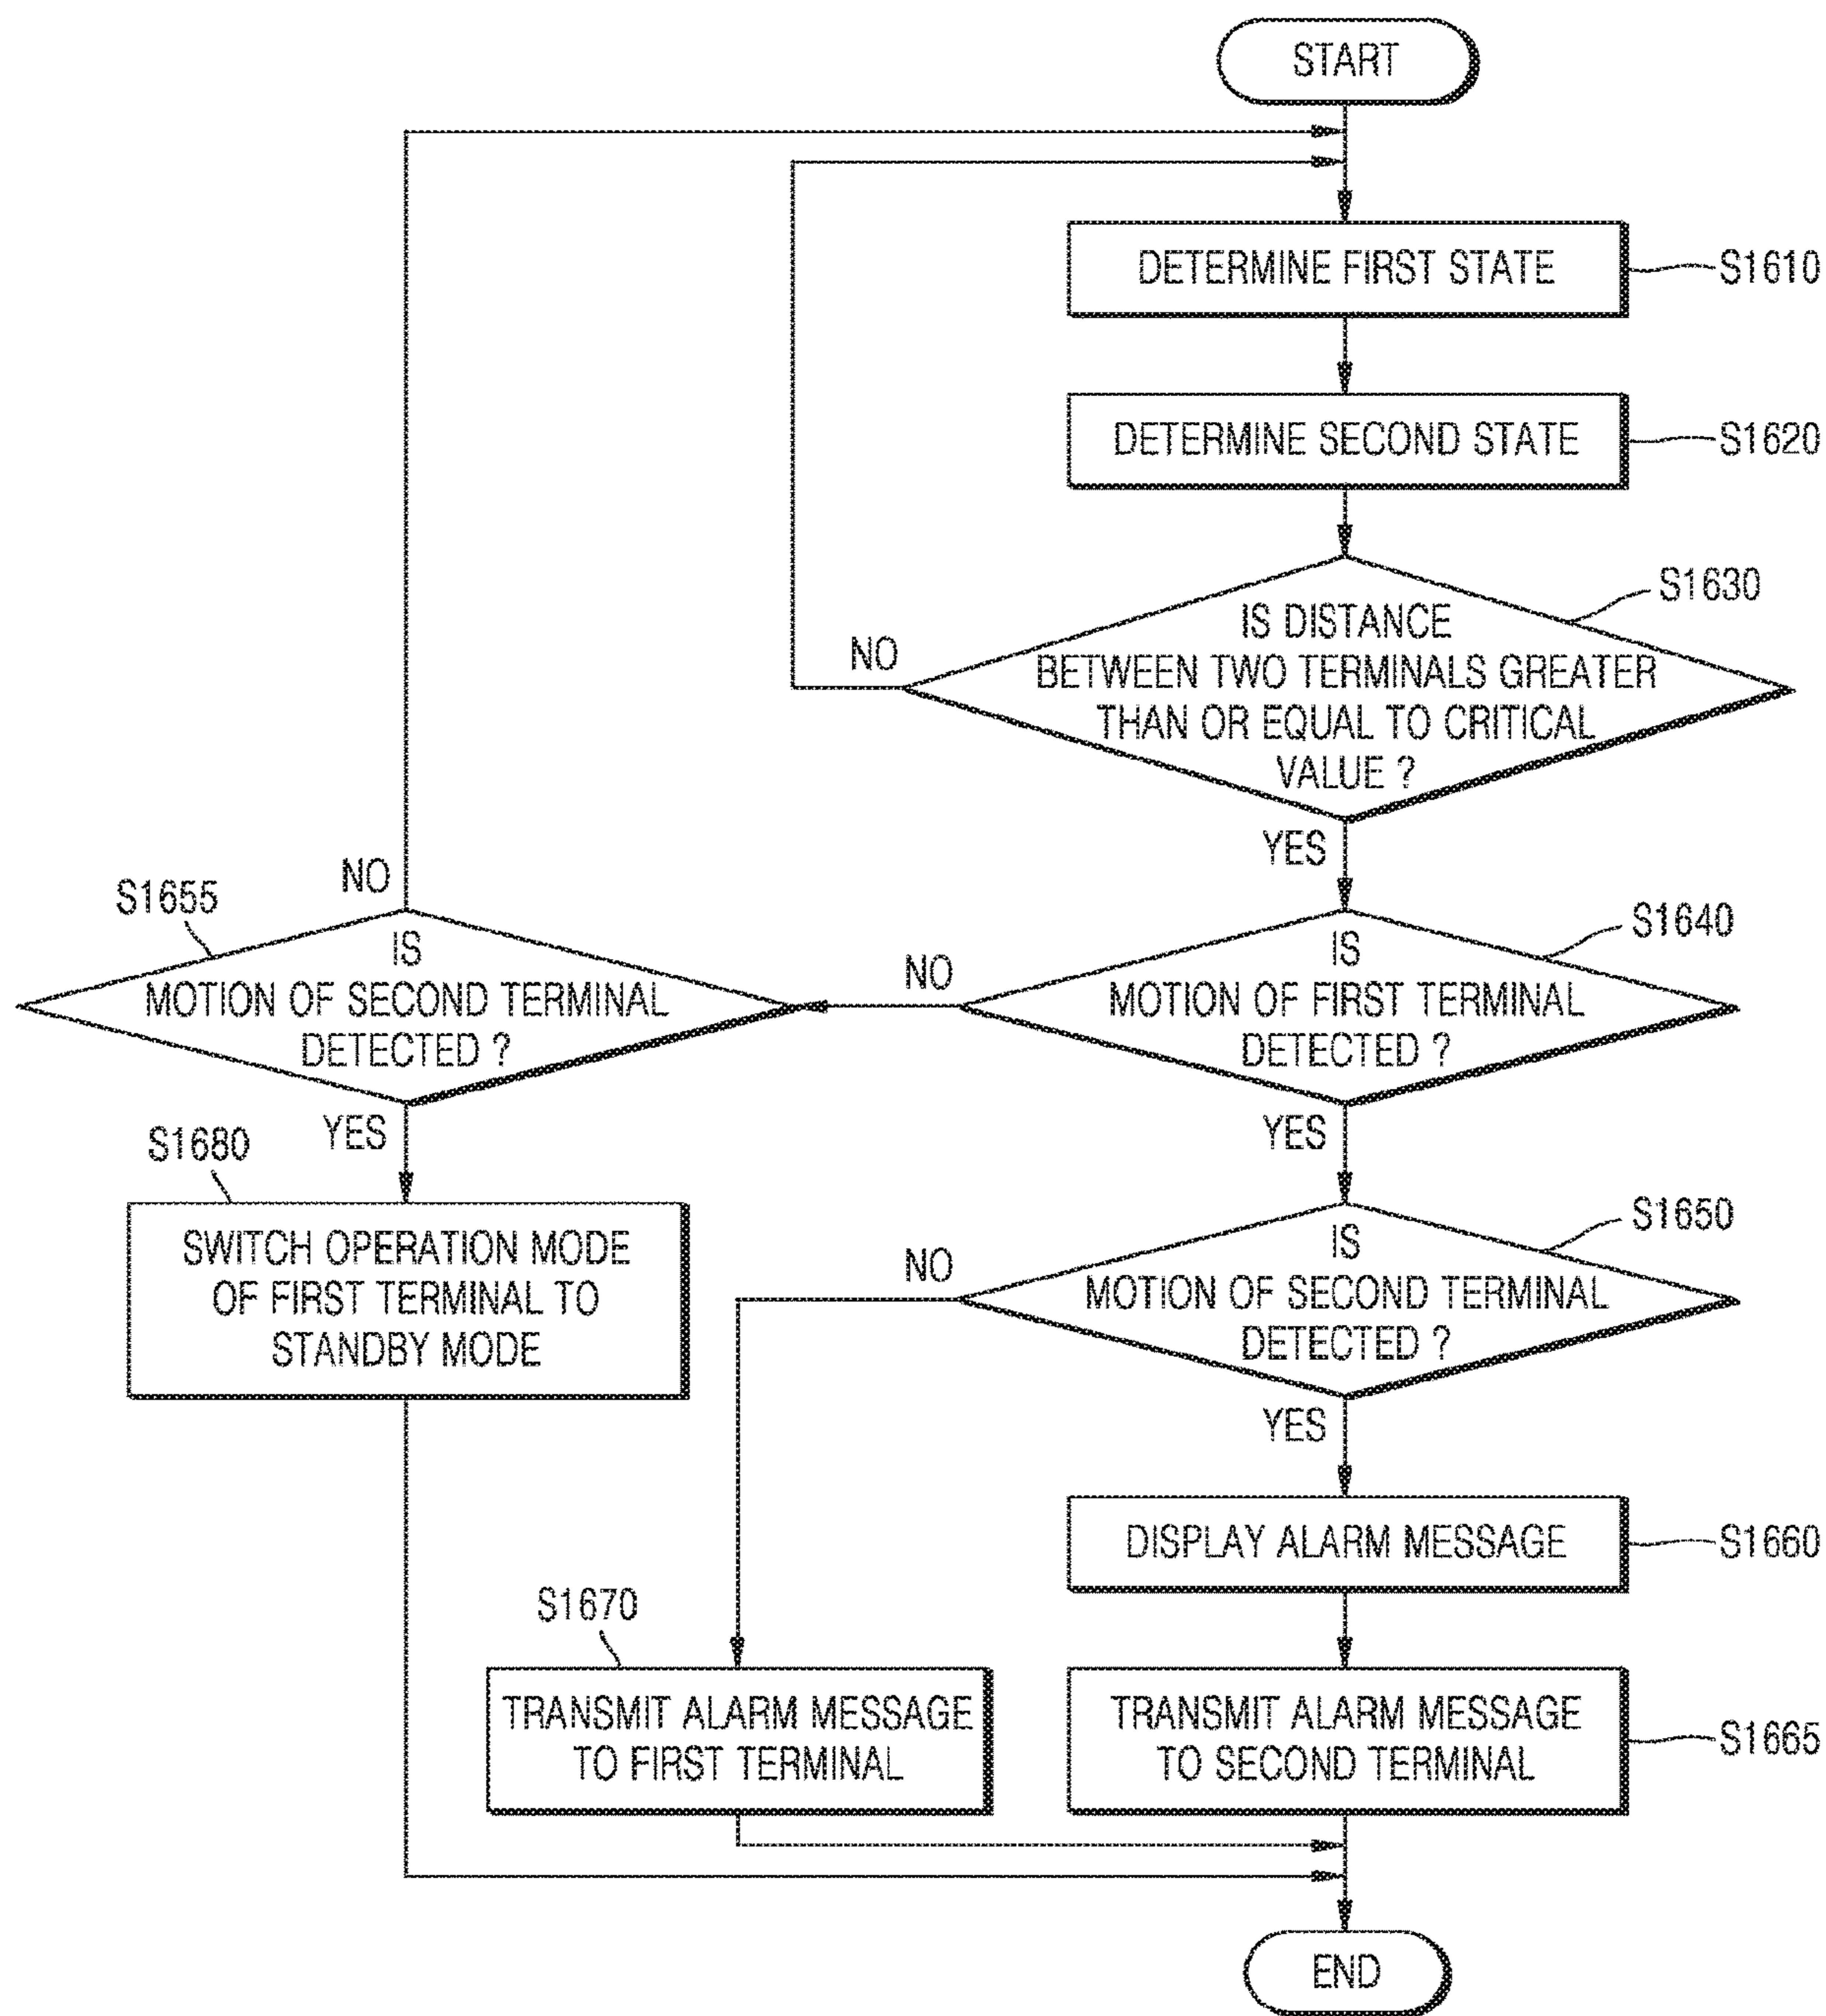 START
DETERMINE FIRST STATE
S1610
DETERMINE SECOND STATE
S1620
S1630
IS DISTANCE
BETWEEN TWO TERMINALS GREATER
THAN OR EQUAL TO CRITICAL
VALUE ?
NO
YES
S1640
IS
MOTION OF FIRST TERMINAL
DETECTED ?
NO
YES
S1655
NO
IS
MOTION OF SECOND TERMINAL
DETECTED ?
YES
S1680
SWITCH OPERATION MODE
OF FIRST TERMINAL TO
STANDBY MODE
S1650
IS
MOTION OF SECOND TERMINAL
DETECTED ?
NO
YES
DISPLAY ALARM MESSAGE
S1660
S1670
TRANSMIT ALARM MESSAGE
TO FIRST TERMINAL
TRANSMIT ALARM MESSAGE
TO SECOND TERMINAL
S1665
END